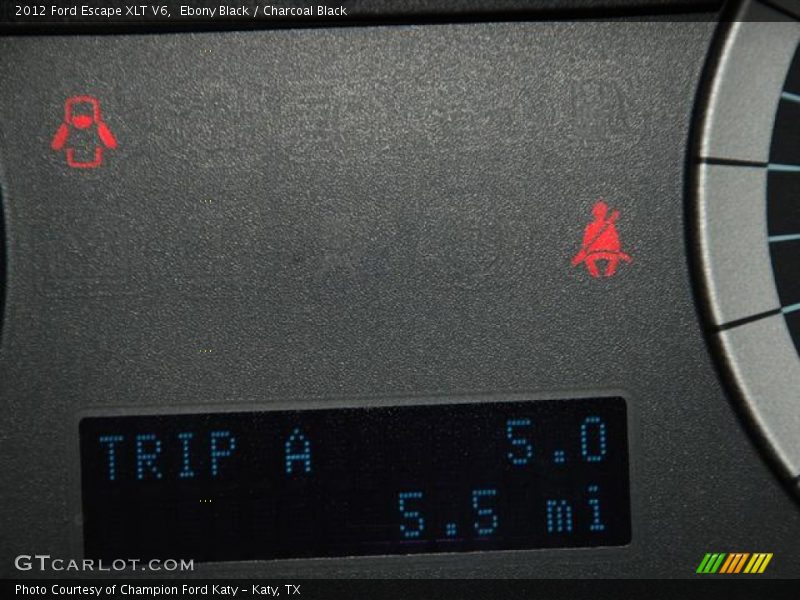 2012 Ford Escape XLT V6,  Ebony Black / Charcoal Black
TRIP A 5.0
5.5 mi
GTCARLOT.COM
Photo Courtesy of Champion Ford Katy – Katy, TX